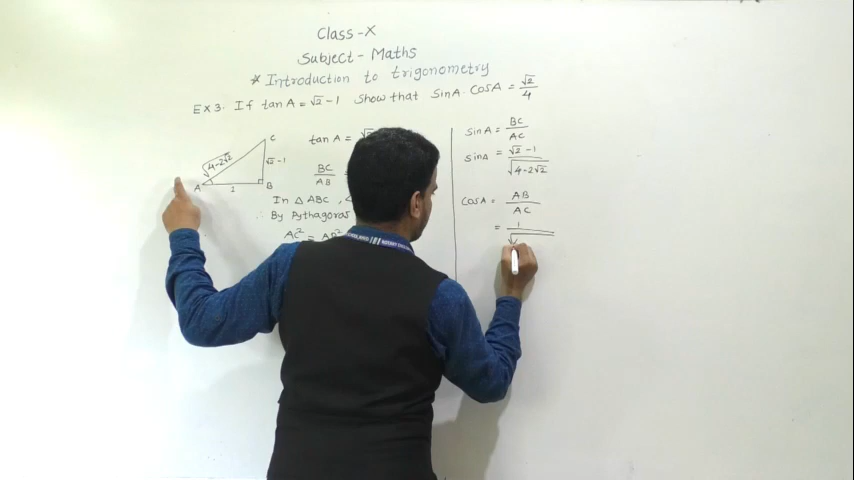 Class-X
Subject - Maths
* Introduction to trigonometry
EX 3. If tan A = √2 - 1 show that SinA. CosA = √2/4
C
√4-2√2
√2 - 1
A
1
B
tan A =
BC/AB
In △ ABC,
∴ By Pythagoras
AC² = AB²
SinA = BC/AC
SinA = √2 - 1/√4-2√2
CosA = AB/AC
= 1/√